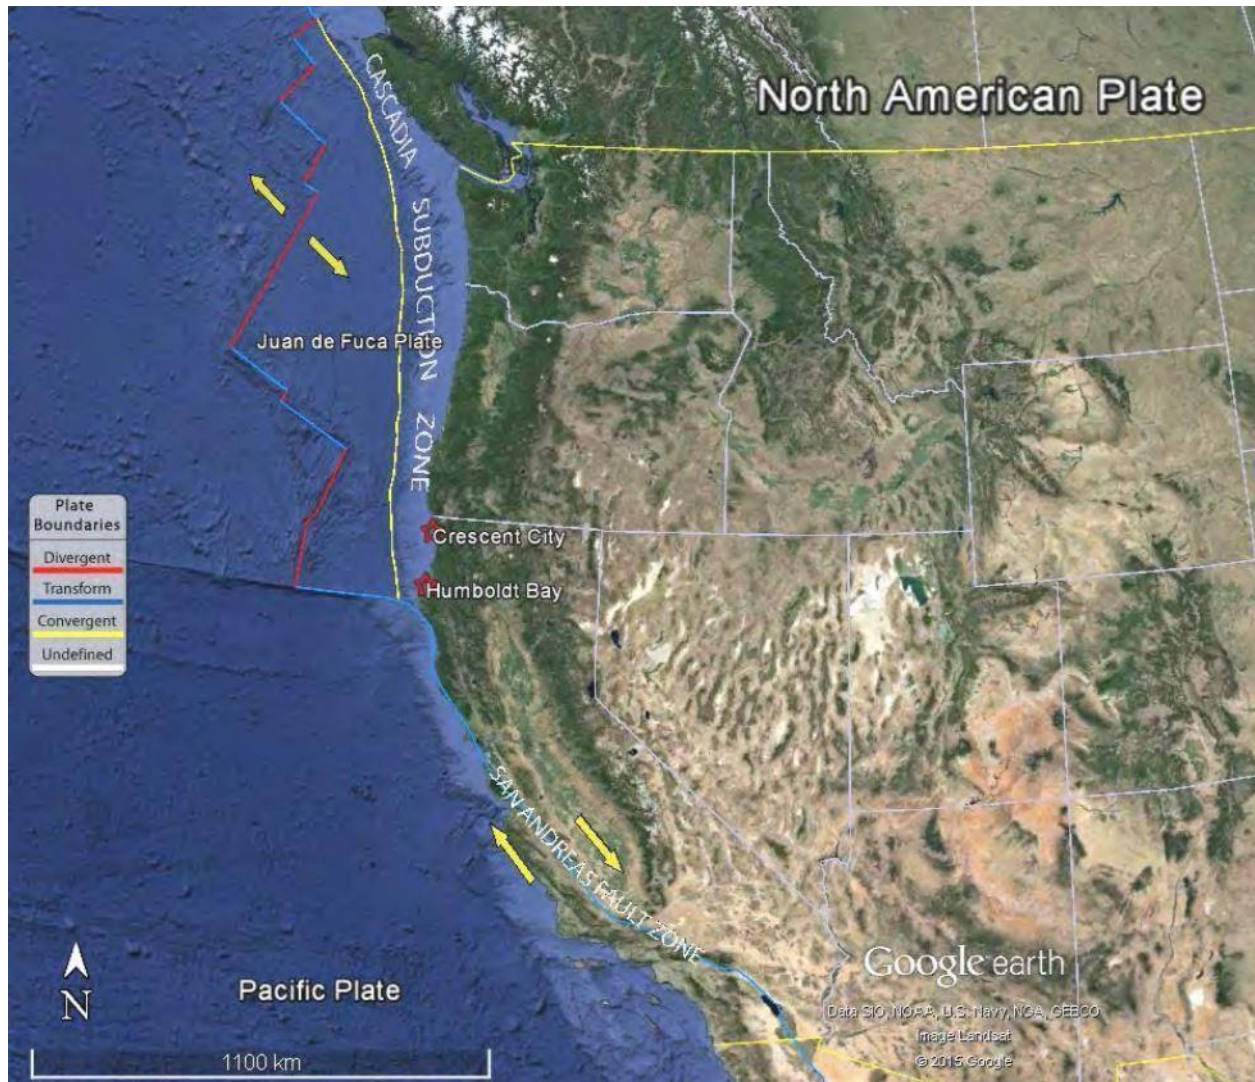 North American Plate
CASCADIA SUBDUCTION ZONE
Juan de Fuca Plate
Plate
Boundaries
Divergent
Transform
Convergent
Undefined
Crescent City
Humboldt Bay
SAN ANDREAS FAULT ZONE
Google earth
N
Pacific Plate
Data SIO, NOAA, U.S. Navy, NGA, GEBCO
Image Landsat
© 2015 Google
1100 km